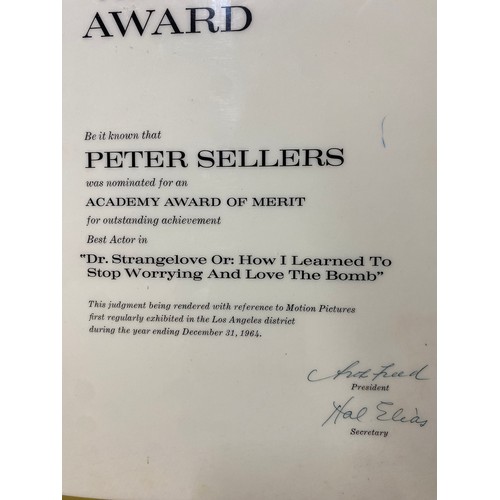 AWARD
Be it known that
PETER SELLERS
was nominated for an
ACADEMY AWARD OF MERIT
for outstanding achievement
Best Actor in
"Dr. Strangelove Or: How I Learned To
Stop Worrying And Love The Bomb"
This judgment being rendered with reference to Motion Pictures
first regularly exhibited in the Los Angeles district
during the year ending December 31, 1964.
President
Hal Elias
Secretary